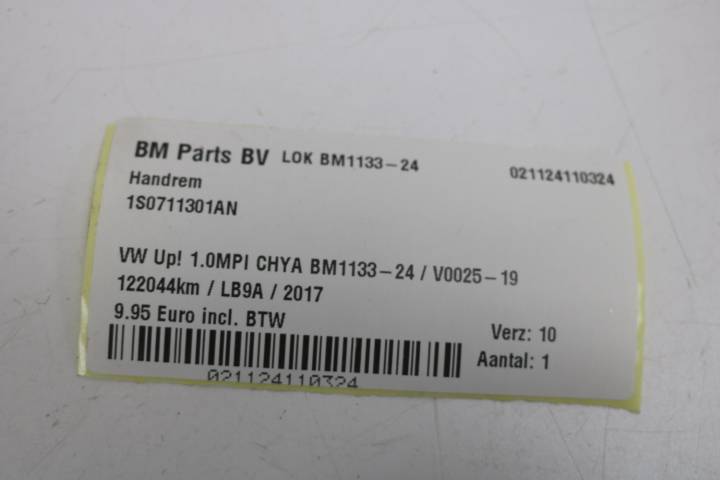 BM Parts BV LOK BM1133-24 021124110324
Handrem
1S0711301AN
VW Up! 1.0MPI CHYA BM1133-24 / V0025-19
122044km / LB9A / 2017
9.95 Euro incl. BTW
Verz: 10
Aantal: 1
021124110324